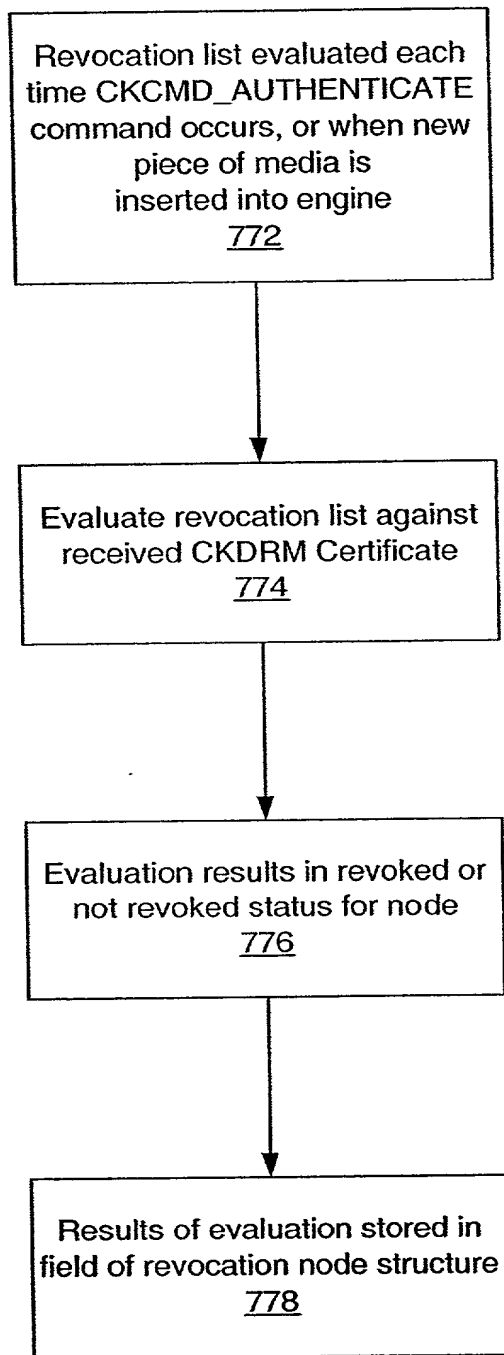 Revocation list evaluated each
time CKCMD_AUTHENTICATE
command occurs, or when new
piece of media is
inserted into engine
772
Evaluate revocation list against
received CKDRM Certificate
774
Evaluation results in revoked or
not revoked status for node
776
Results of evaluation stored in
field of revocation node structure
778